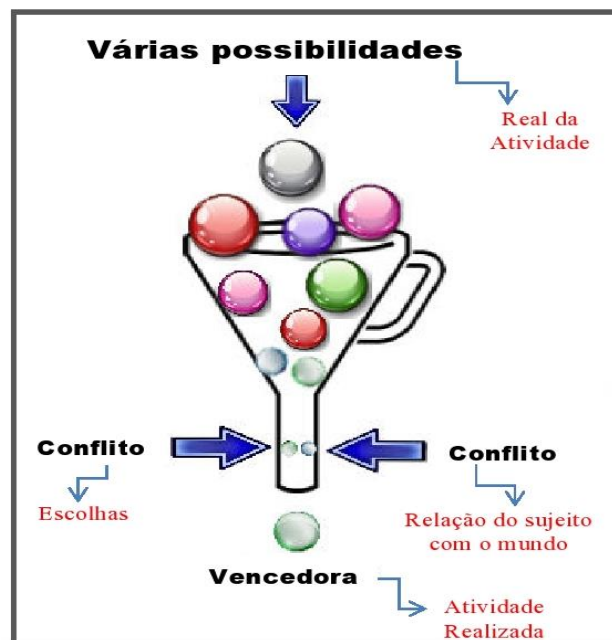 Várias possibilidades
Real da
Atividade
Conflito
Escolhas
Conflito
Relação do sujeito
com o mundo
Vencedora
Atividade
Realizada